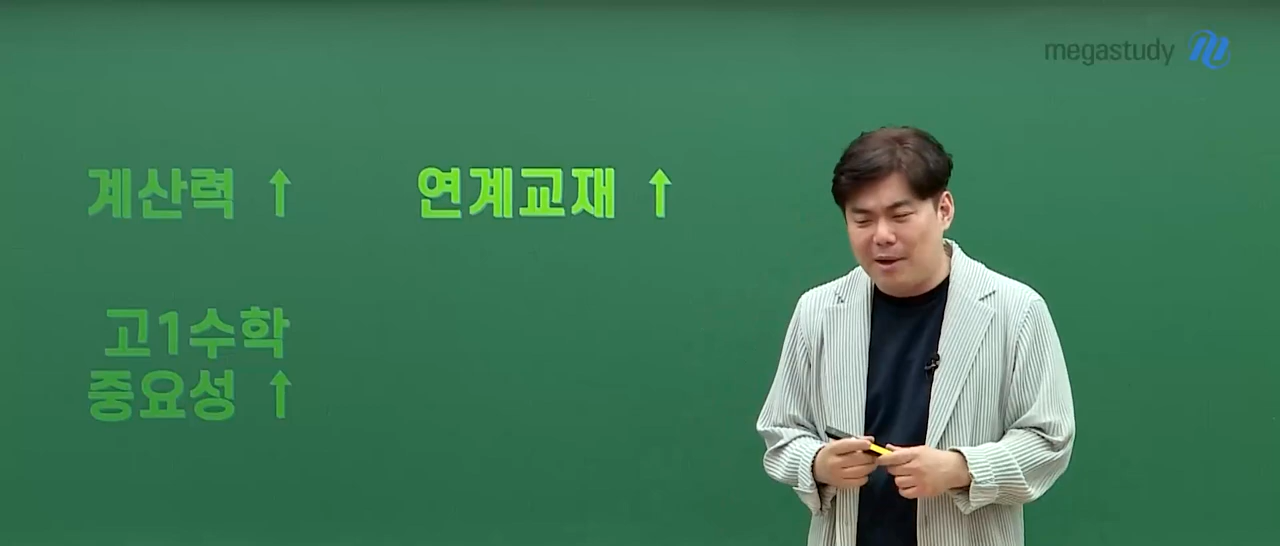 megastudy
계산력 ↑
연계교재 ↑
고1수학
중요성 ↑